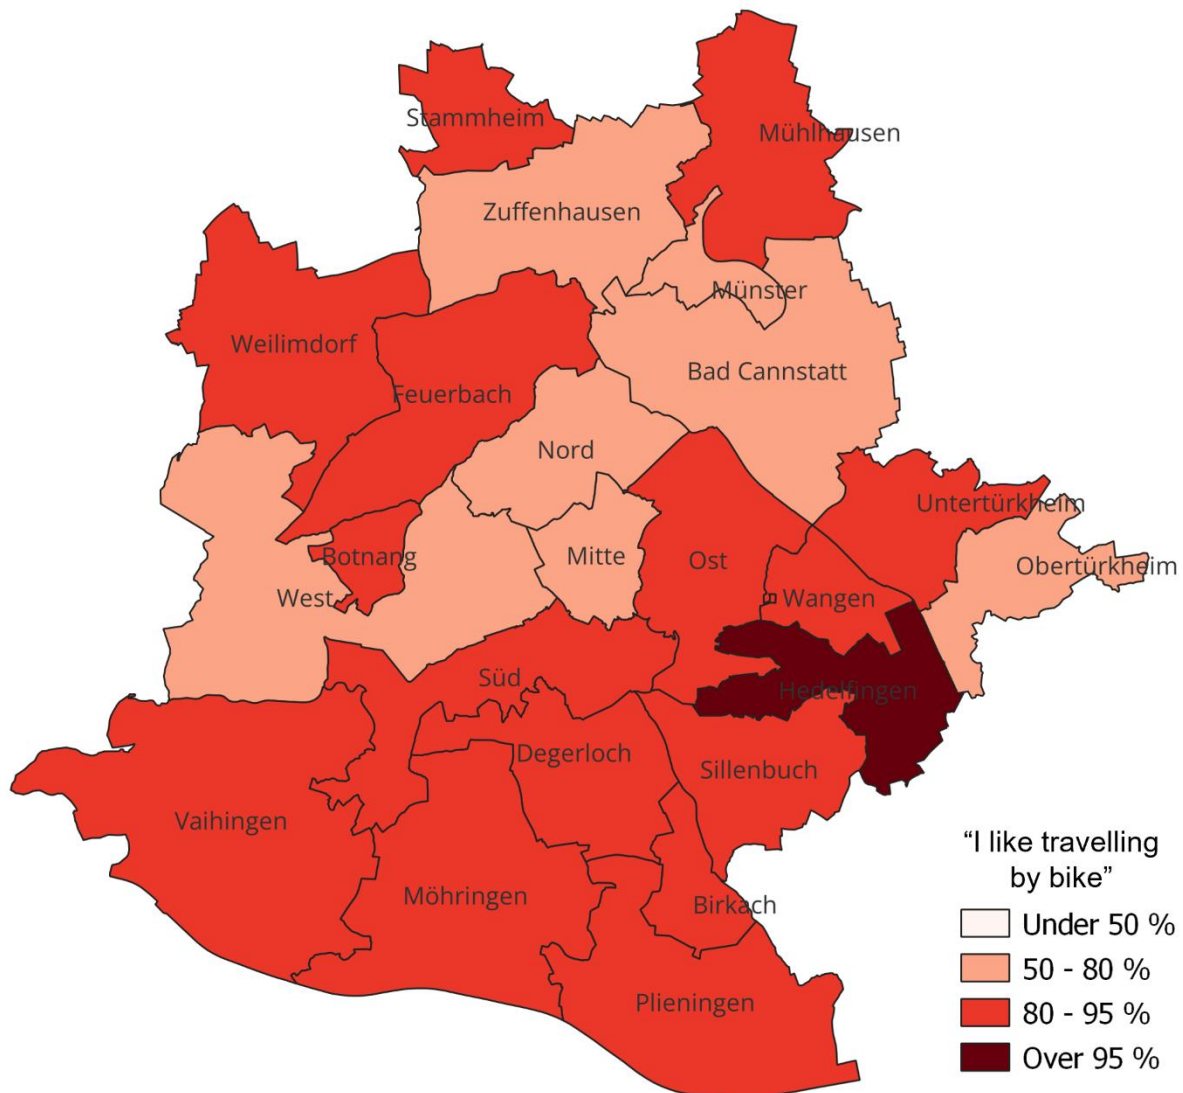 Stammheim
Mühlhausen
Zuffenhausen
Münster
Weilimdorf
Bad Cannstatt
Feuerbach
Nord
Untertürkheim
Botnang
Mitte
Ost
Obertürkheim
West
Wangen
Süd
Hedelfingen
Degerloch
Sillenbuch
Vaihingen
Möhringen
Birkach
Plieningen
“I like travelling
by bike”
Under 50 %
50 - 80 %
80 - 95 %
Over 95 %